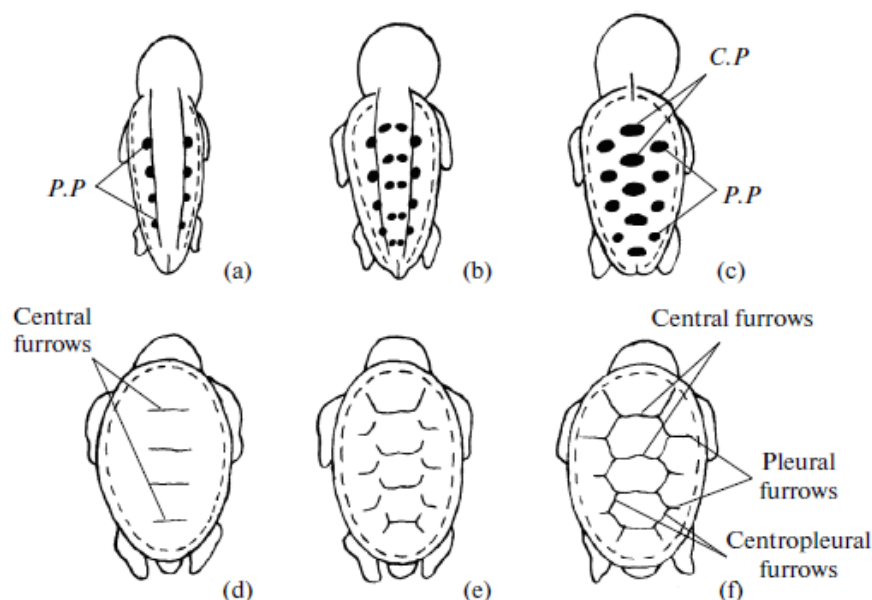 C.P
P.P
P.P
(a)
(b)
(c)
Central
furrows
Central furrows
Pleural
furrows
Centropleural
furrows
(d)
(e)
(f)